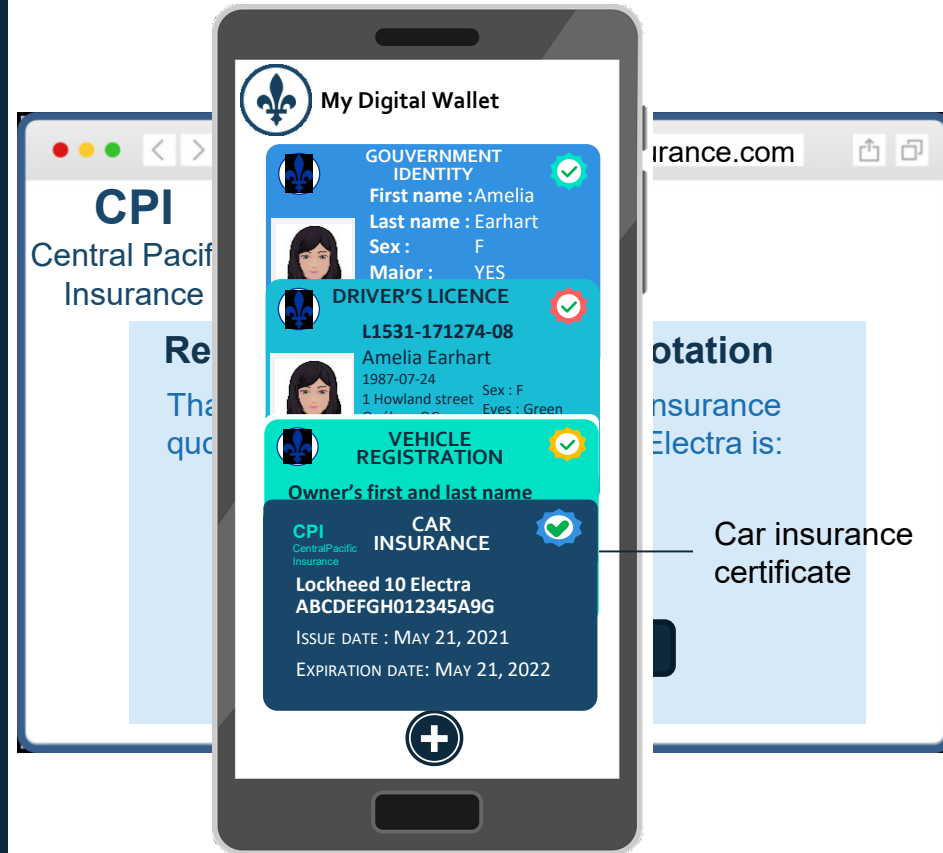 My Digital Wallet
GOUVERNMENT
IDENTITY
First name : Amelia
Last name : Earhart
Sex : F
Major : YES
DRIVER'S LICENCE
L1531-171274-08
Amelia Earhart
1987-07-24
1 Howland street
Sex : F
Eyes : Green
VEHICLE
REGISTRATION
Owner's first and last name
CPI
CentralPacific
Insurance
CAR
INSURANCE
Lockheed 10 Electra
ABCDEFGH012345A9G
ISSUE DATE : MAY 21, 2021
EXPIRATION DATE: MAY 21, 2022
urance.com
CPI
Central Pacif
Insurance
Re
otation
Tha
nsurance
quo
Electra is:
Car insurance
certificate